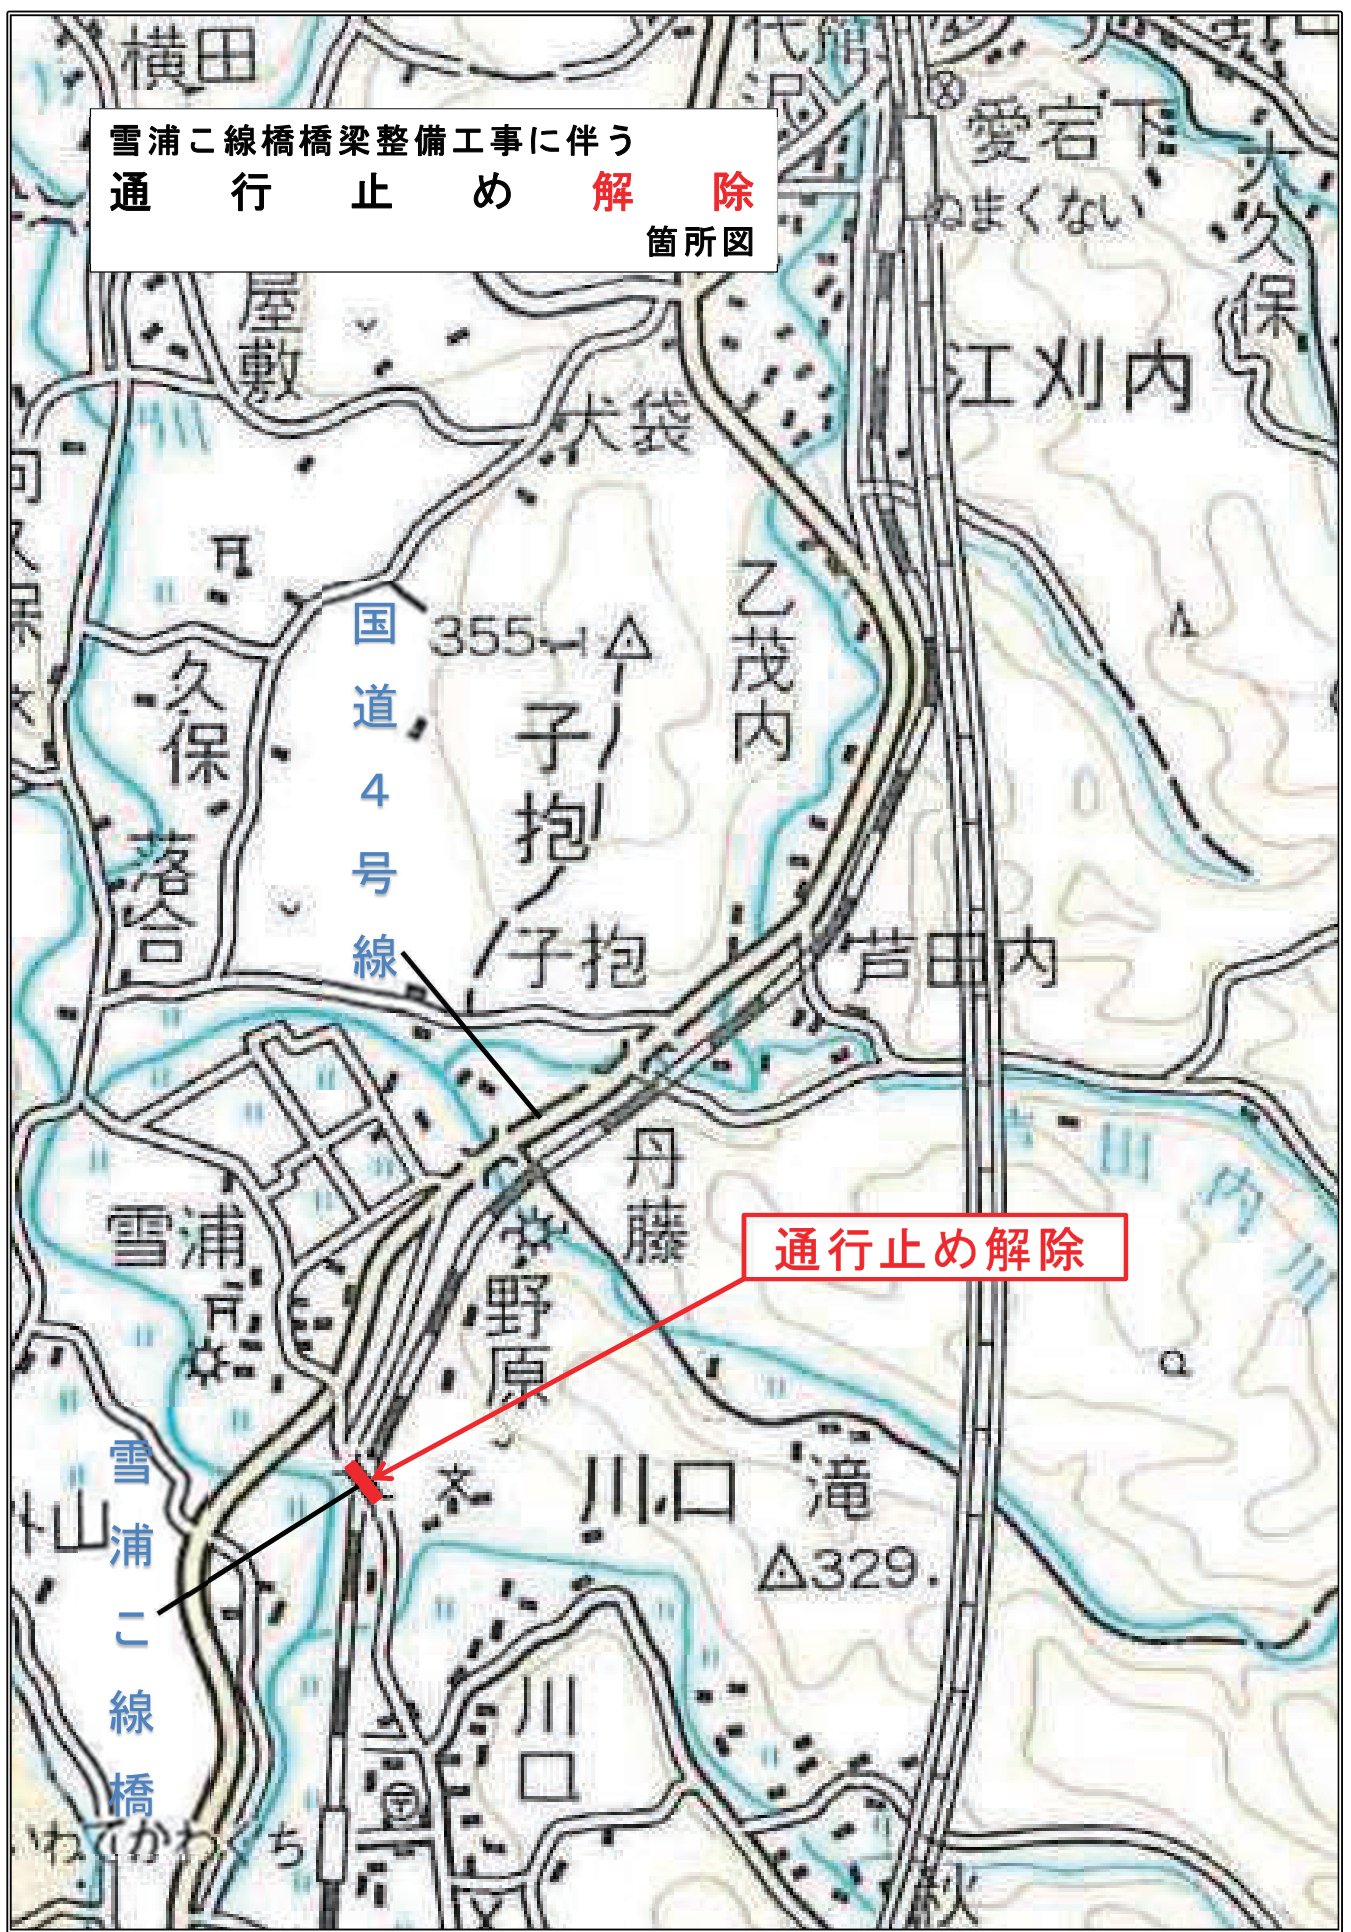 横田
雪浦こ線橋橋梁整備工事に伴う
通行止め解除
箇所図
愛宕下
ぬまくない
大久保
屋敷
江刈内
犬袋
国道4号線
355
乙茂内
久保
子抱
落合
子抱
芦田内
丹藤
雪浦
通行止め解除
野原
川口
滝
329.
雪浦こ線橋
川口
いわてかわぐち